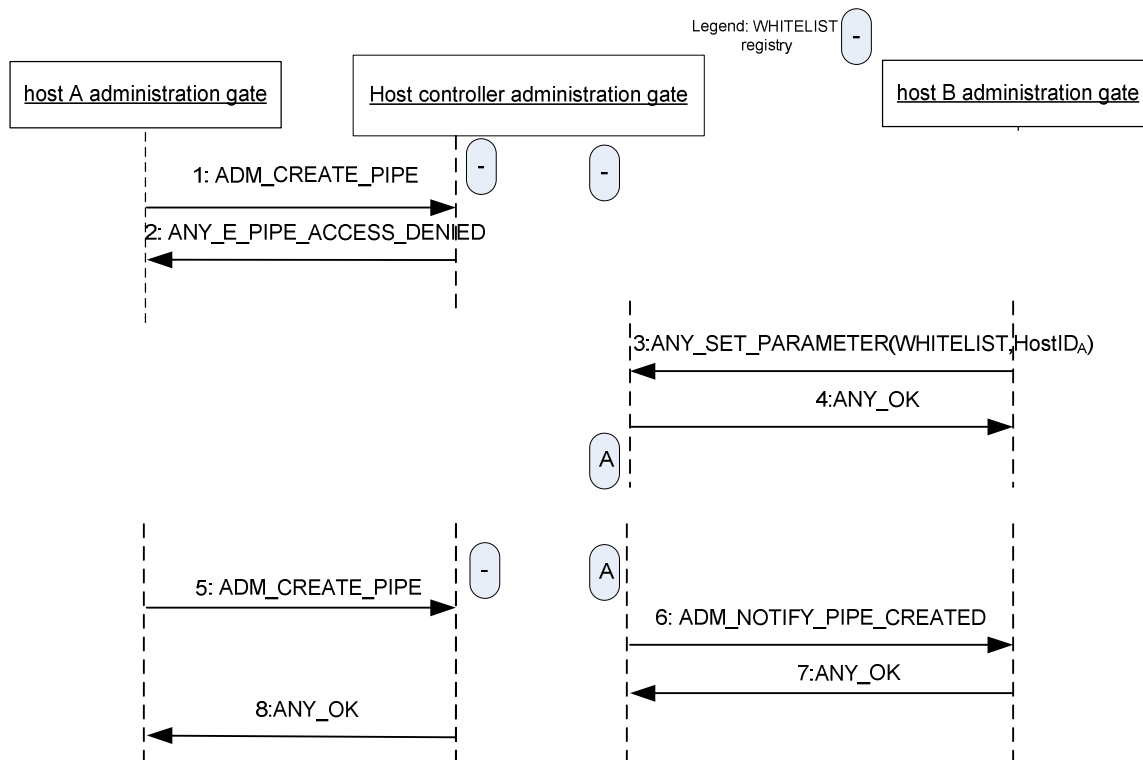 Legend: WHITELIST
registry
-
host A administration gate
Host controller administration gate
host B administration gate
-
-
1: ADM_CREATE_PIPE
2: ANY_E_PIPE_ACCESS_DENIED
3:ANY_SET_PARAMETER(WHITELIST,HostIDA)
4:ANY_OK
A
-
A
5: ADM_CREATE_PIPE
6: ADM_NOTIFY_PIPE_CREATED
7:ANY_OK
8:ANY_OK